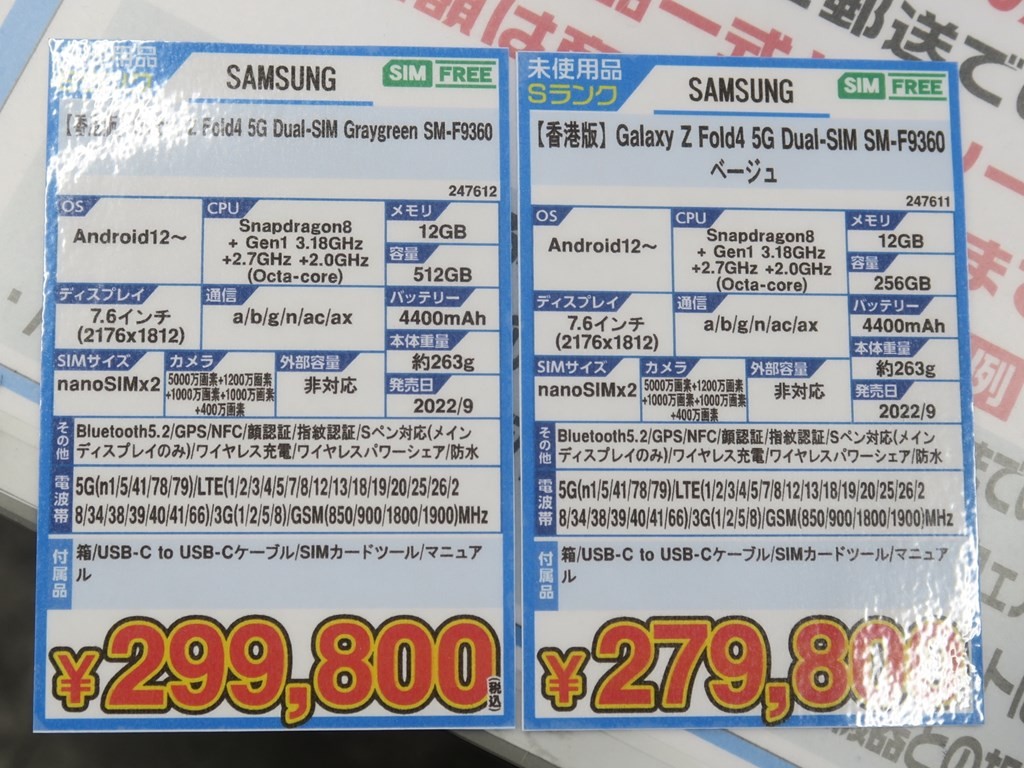 使用品
ランク
SAMSUNG
SIM FREE
Z Fold4 5G Dual-SIM Graygreen SM-F9360
247612
OS
Android12～
CPU
Snapdragon8
+ Gen1 3.18GHz
+2.7GHz +2.0GHz
(Octa-core)
メモリ
12GB
容量
512GB
ディスプレイ
7.6インチ
(2176x1812)
通信
a/b/g/n/ac/ax
バッテリー
4400mAh
本体重量
約263g
SIMサイズ
nanoSIMx2
カメラ
5000万画素+1200万画素
+1000万画素+1000万画素
+400万画素
外部容量
非対応
発売日
2022/9
その他
Bluetooth5.2/GPS/NFC/顔認証/指紋認証/Sペン対応(メイン
ディスプレイのみ)/ワイヤレス充電/ワイヤレスパワーシェア/防水
電波帯
5G(n1/5/41/78/79)/LTE(1/2/3/4/5/7/8/12/13/18/19/20/25/26/2
8/34/38/39/40/41/66)/3G(1/2/5/8)/GSM(850/900/1800/1900)MHz
付属品
箱/USB-C to USB-Cケーブル/SIMカードツール/マニュア
ル
¥299,800(税込)
未使用品
Sランク
SAMSUNG
SIM FREE
【香港版】Galaxy Z Fold4 5G Dual-SIM SM-F9360
ベージュ
247611
OS
Android12～
CPU
Snapdragon8
+ Gen1 3.18GHz
+2.7GHz +2.0GHz
(Octa-core)
メモリ
12GB
容量
256GB
ディスプレイ
7.6インチ
(2176x1812)
通信
a/b/g/n/ac/ax
バッテリー
4400mAh
本体重量
約263g
SIMサイズ
nanoSIMx2
カメラ
5000万画素+1200万画素
+1000万画素+1000万画素
+400万画素
外部容量
非対応
発売日
2022/9
その他
Bluetooth5.2/GPS/NFC/顔認証/指紋認証/Sペン対応(メイン
ディスプレイのみ)/ワイヤレス充電/ワイヤレスパワーシェア/防水
電波帯
5G(n1/5/41/78/79)/LTE(1/2/3/4/5/7/8/12/13/18/19/20/25/26/2
8/34/38/39/40/41/66)/3G(1/2/5/8)/GSM(850/900/1800/1900)MHz
付属品
箱/USB-C to USB-Cケーブル/SIMカードツール/マニュア
ル
¥279,800